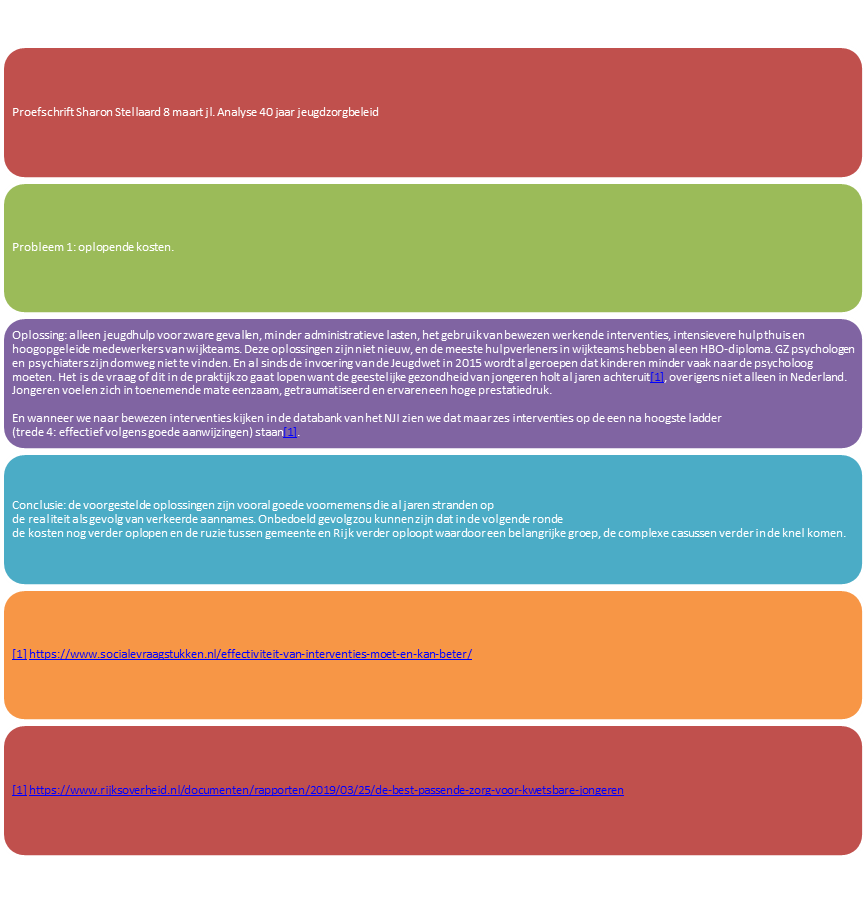 Proefschrift Sharon Stellaard 8 maart jl. Analyse 40 jaar jeugdzorgbeleid
Probleem 1: oplopende kosten.
Oplossing: alleen jeugdhulp voor zware gevallen, minder administratieve lasten, het gebruik van bewezen werkende interventies, intensievere hulp thuis en
hoogopgeleide medewerkers van wijkteams. Deze oplossingen zijn niet nieuw, en de meeste hulpverleners in wijkteams hebben al een HBO-diploma. GZ psychologen
en psychiaters zijn domweg niet te vinden. En al sinds de invoering van de Jeugdwet in 2015 wordt al geroepen dat kinderen minder vaak naar de psycholoog
moeten. Het is de vraag of dit in de praktijk zo gaat lopen want de geestelijke gezondheid van jongeren holt al jaren achteruit[1], overigens niet alleen in Nederland.
Jongeren voelen zich in toenemende mate eenzaam, getraumatiseerd en ervaren een hoge prestatiedruk.
En wanneer we naar bewezen interventies kijken in de databank van het NJI zien we dat maar zes interventies op de een na hoogste ladder
(trede 4: effectief volgens goede aanwijzingen) staan[1].
Conclusie: de voorgestelde oplossingen zijn vooral goede voornemens die al jaren stranden op
de realiteit als gevolg van verkeerde aannames. Onbedoeld gevolg zou kunnen zijn dat in de volgende ronde
de kosten nog verder oplopen en de ruzie tussen gemeente en Rijk verder oploopt waardoor een belangrijke groep, de complexe casussen verder in de knel komen.
[1] https://www.socialevraagstukken.nl/effectiviteit-van-interventies-moet-en-kan-beter/
[1] https://www.rijksoverheid.nl/documenten/rapporten/2019/03/25/de-best-passende-zorg-voor-kwetsbare-jongeren